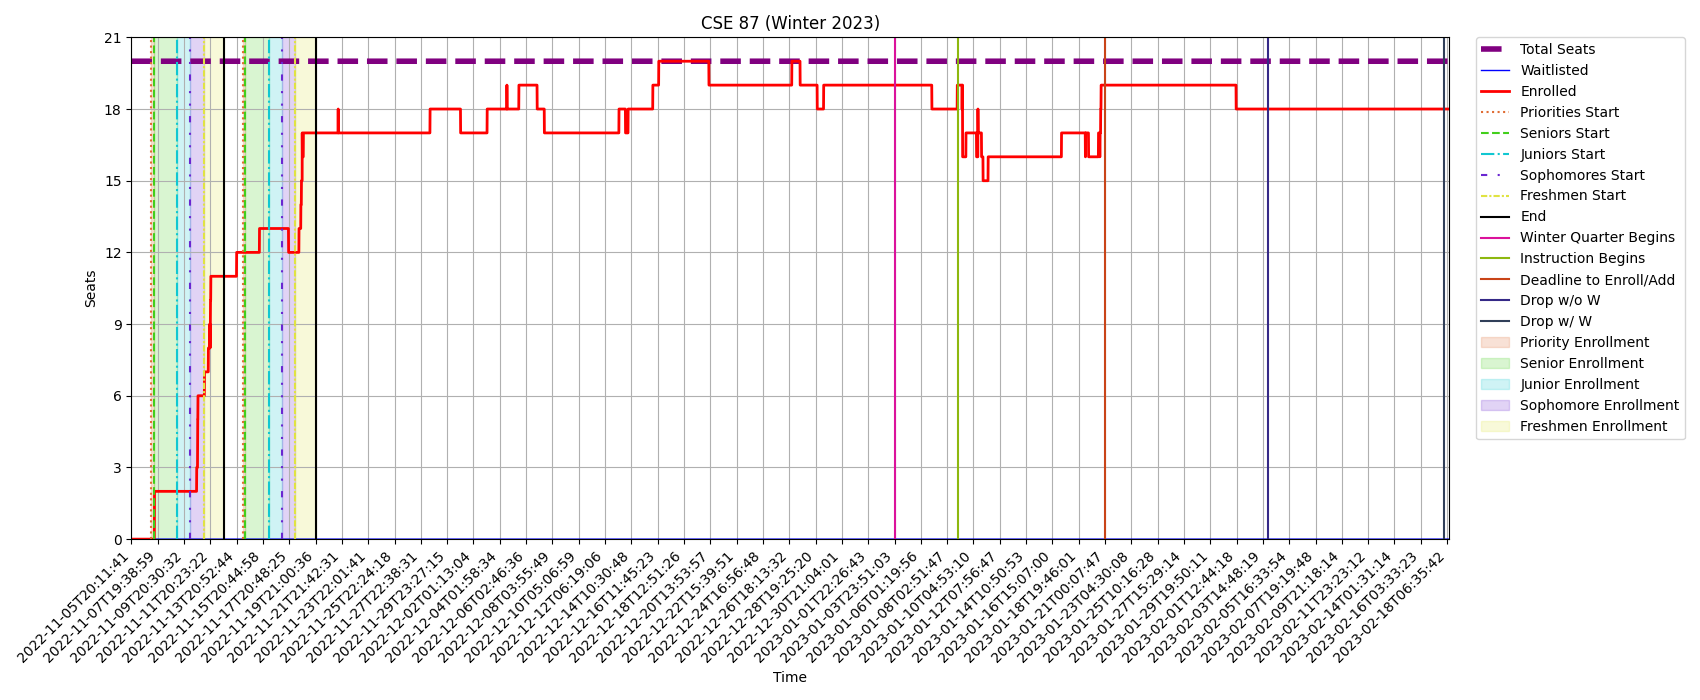 CSE 87 (Winter 2023)
Seats
21
18
15
12
9
6
3
0
2022-11-05T20:11:41
2022-11-07T19:38:59
2022-11-09T20:30:32
2022-11-11T20:23:22
2022-11-13T20:52:44
2022-11-15T20:44:58
2022-11-17T20:48:25
2022-11-19T21:00:36
2022-11-21T21:42:31
2022-11-23T22:01:41
2022-11-25T22:24:18
2022-11-27T22:38:31
2022-11-29T23:27:15
2022-12-02T01:13:04
2022-12-04T01:58:34
2022-12-06T02:46:36
2022-12-08T03:55:49
2022-12-10T05:06:59
2022-12-12T06:19:06
2022-12-14T10:30:48
2022-12-16T11:45:23
2022-12-18T12:51:26
2022-12-20T13:53:57
2022-12-22T15:39:51
2022-12-24T16:56:48
2022-12-26T18:13:32
2022-12-28T19:25:20
2022-12-30T21:04:01
2023-01-01T22:26:43
2023-01-03T23:51:03
2023-01-06T01:19:56
2023-01-08T02:51:47
2023-01-10T04:53:10
2023-01-12T07:56:47
2023-01-14T10:50:53
2023-01-16T15:07:00
2023-01-18T19:46:01
2023-01-21T00:07:47
2023-01-23T04:30:08
2023-01-25T10:16:28
2023-01-27T15:29:14
2023-01-29T19:50:11
2023-02-01T12:44:18
2023-02-03T14:48:19
2023-02-05T16:33:54
2023-02-07T19:19:48
2023-02-09T21:18:14
2023-02-11T23:23:12
2023-02-14T01:31:14
2023-02-16T03:33:23
2023-02-18T06:35:42
Time
Total Seats
Waitlisted
Enrolled
Priorities Start
Seniors Start
Juniors Start
Sophomores Start
Freshmen Start
End
Winter Quarter Begins
Instruction Begins
Deadline to Enroll/Add
Drop w/o W
Drop w/ W
Priority Enrollment
Senior Enrollment
Junior Enrollment
Sophomore Enrollment
Freshmen Enrollment